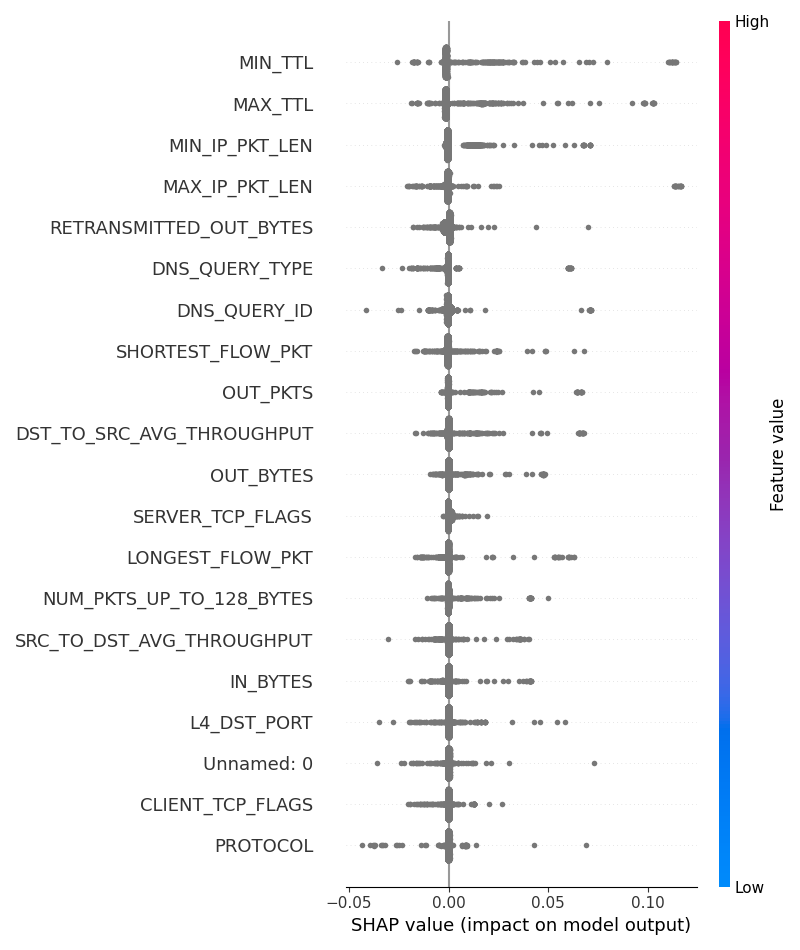 High
MIN_TTL
MAX_TTL
MIN_IP_PKT_LEN
MAX_IP_PKT_LEN
RETRANSMITTED_OUT_BYTES
DNS_QUERY_TYPE
DNS_QUERY_ID
SHORTEST_FLOW_PKT
OUT_PKTS
DST_TO_SRC_AVG_THROUGHPUT
OUT_BYTES
SERVER_TCP_FLAGS
LONGEST_FLOW_PKT
NUM_PKTS_UP_TO_128_BYTES
SRC_TO_DST_AVG_THROUGHPUT
IN_BYTES
L4_DST_PORT
Unnamed: 0
CLIENT_TCP_FLAGS
PROTOCOL
Feature value
Low
−0.05 0.00 0.05 0.10
SHAP value (impact on model output)